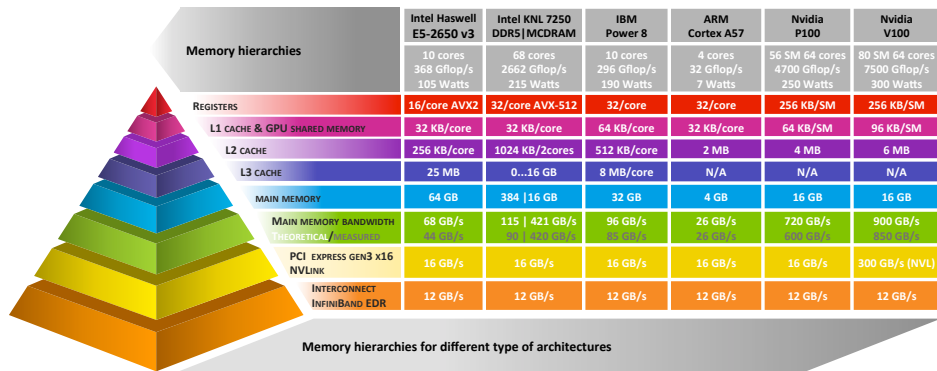 Memory hierarchies
Intel Haswell
E5-2650 v3
Intel KNL 7250
DDR5|MCDRAM
IBM
Power 8
ARM
Cortex A57
Nvidia
P100
Nvidia
V100
10 cores
368 Gflop/s
105 Watts
68 cores
2662 Gflop/s
215 Watts
10 cores
296 Gflop/s
190 Watts
4 cores
32 Gflop/s
7 Watts
56 SM 64 cores
4700 Gflop/s
250 Watts
80 SM 64 cores
7500 Gflop/s
300 Watts
REGISTERS
16/core AVX2
32/core AVX-512
32/core
32/core
256 KB/SM
256 KB/SM
L1 CACHE & GPU SHARED MEMORY
32 KB/core
32 KB/core
64 KB/core
32 KB/core
64 KB/SM
96 KB/SM
L2 CACHE
256 KB/core
1024 KB/2cores
512 KB/core
2 MB
4 MB
6 MB
L3 CACHE
25 MB
0...16 GB
8 MB/core
N/A
N/A
N/A
MAIN MEMORY
64 GB
384 |16 GB
32 GB
4 GB
16 GB
16 GB
MAIN MEMORY BANDWIDTH
THEORETICAL/MEASURED
68 GB/s
44 GB/s
115 | 421 GB/s
90 | 420 GB/s
96 GB/s
85 GB/s
26 GB/s
26 GB/s
720 GB/s
600 GB/s
900 GB/s
850 GB/s
PCI EXPRESS GEN3 X16
NVLINK
16 GB/s
16 GB/s
16 GB/s
16 GB/s
16 GB/s
300 GB/s (NVL)
INTERCONNECT
INFINIBAND EDR
12 GB/s
12 GB/s
12 GB/s
12 GB/s
12 GB/s
12 GB/s
Memory hierarchies for different type of architectures